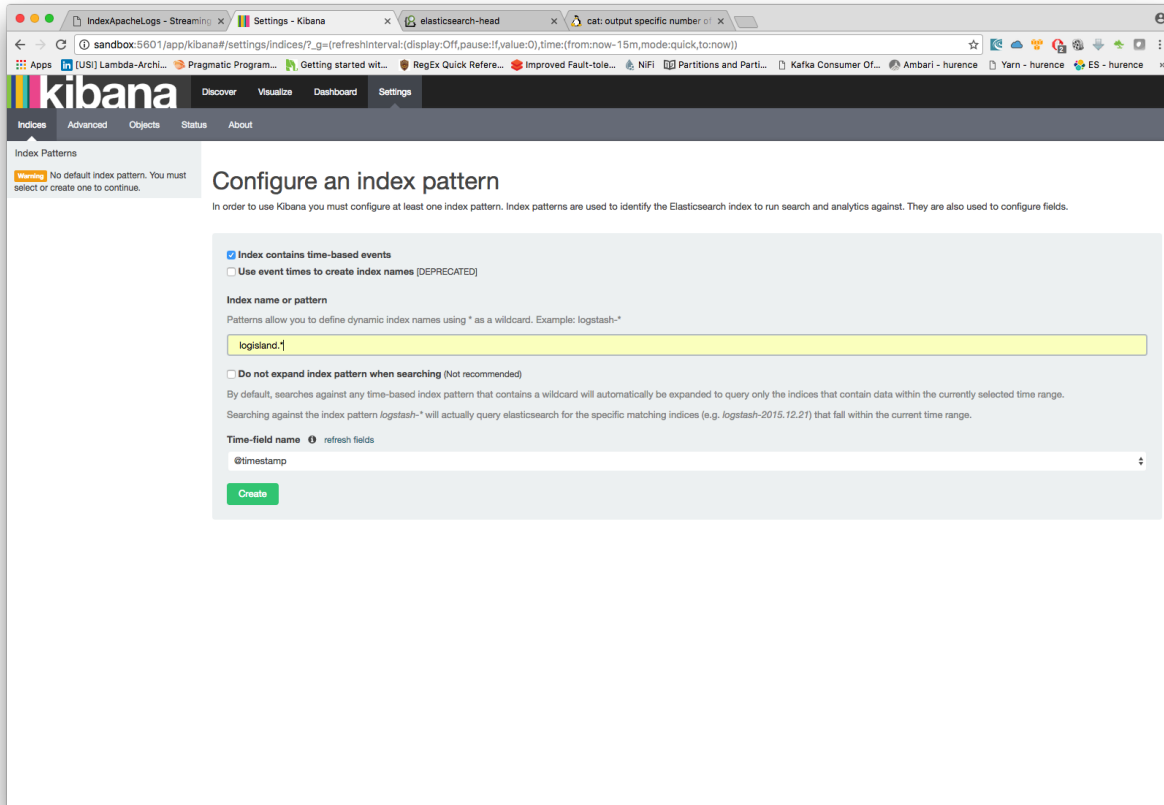 IndexApacheLogs - Streaming
Settings - Kibana
elasticsearch-head
cat: output specific number of
sandbox:5601/app/kibana#/settings/indices/?_g=(refreshInterval:(display:Off,pause:!f,value:0),time:(from:now-15m,mode:quick,to:now))
Apps [USI] Lambda-Archi... Pragmatic Program... Getting started wit... RegEx Quick Refere... Improved Fault-tole... NiFi Partitions and Parti... Kafka Consumer Of... Ambari - hurence Yarn - hurence ES - hurence »
kibana Discover Visualize Dashboard Settings
Indices Advanced Objects Status About
Index Patterns
Warning No default index pattern. You must
select or create one to continue.
Configure an index pattern
In order to use Kibana you must configure at least one index pattern. Index patterns are used to identify the Elasticsearch index to run search and analytics against. They are also used to configure fields.
Index contains time-based events
Use event times to create index names [DEPRECATED]
Index name or pattern
Patterns allow you to define dynamic index names using * as a wildcard. Example: logstash-*
logisland.*
Do not expand index pattern when searching (Not recommended)
By default, searches against any time-based index pattern that contains a wildcard will automatically be expanded to query only the indices that contain data within the currently selected time range.
Searching against the index pattern logstash-* will actually query elasticsearch for the specific matching indices (e.g. logstash-2015.12.21) that fall within the current time range.
Time-field name refresh fields
@timestamp
Create